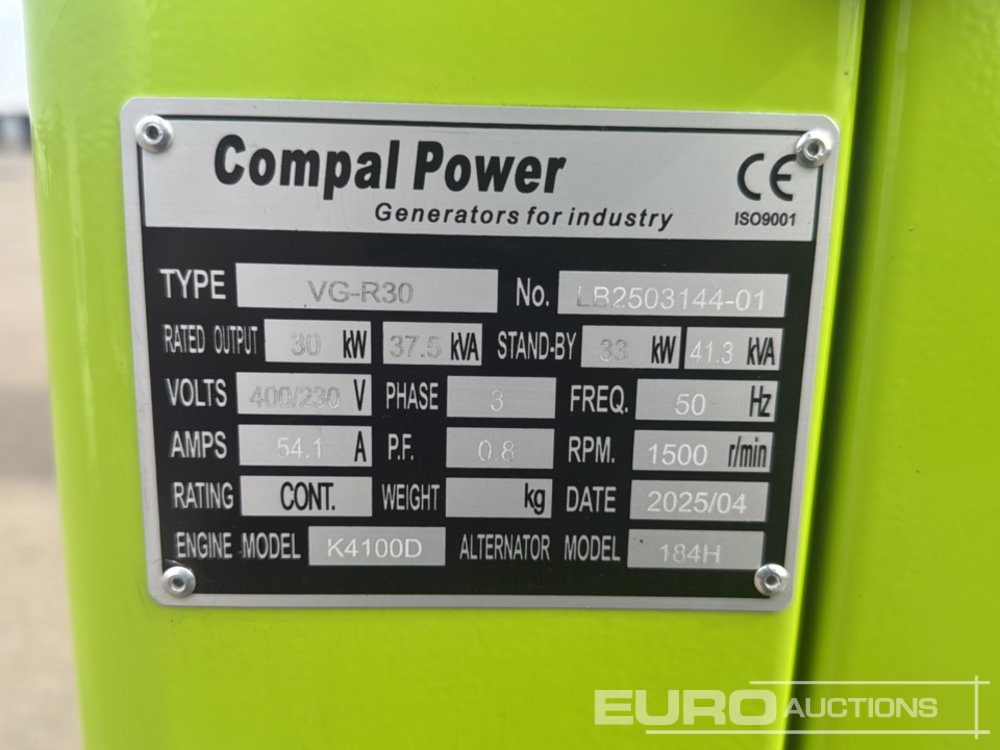 Compal Power
Generators for industry
CE
ISO9001
TYPE VG-R30 No. LB2503144-01
RATED OUTPUT 30 kW 37.5 kVA STAND-BY 33 kW 41.3 kVA
VOLTS 400/230 V PHASE 3 FREQ. 50 Hz
AMPS 54.1 A P.F. 0.8 RPM. 1500 r/min
RATING CONT. WEIGHT kg DATE 2025/04
ENGINE MODEL K4100D ALTERNATOR MODEL 184H
EURO AUCTIONS